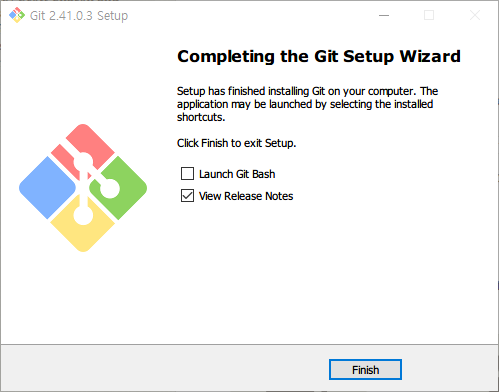 Git 2.41.0.3 Setup
Completing the Git Setup Wizard
Setup has finished installing Git on your computer. The
application may be launched by selecting the installed
shortcuts.
Click Finish to exit Setup.
Launch Git Bash
View Release Notes
Finish